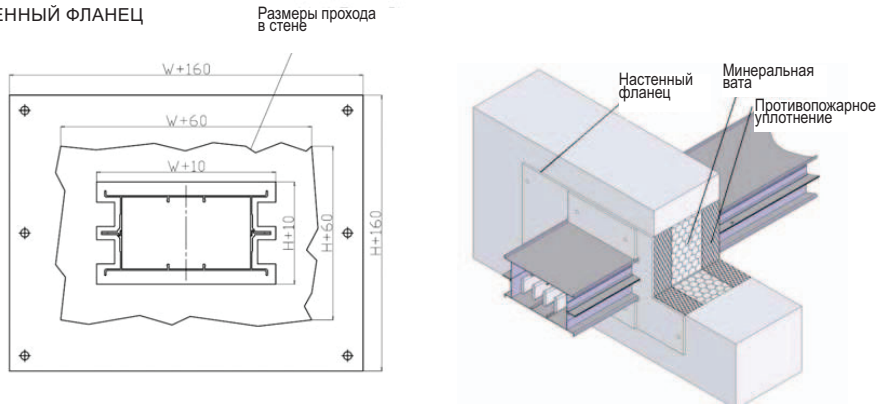 ЕННЫЙ ФЛАНЕЦ
Размеры прохода
в стене
W+160
W+60
W+10
H+10
H+60
H+160
Настенный
фланец
Минеральная
вата
Противопожарное
уплотнение